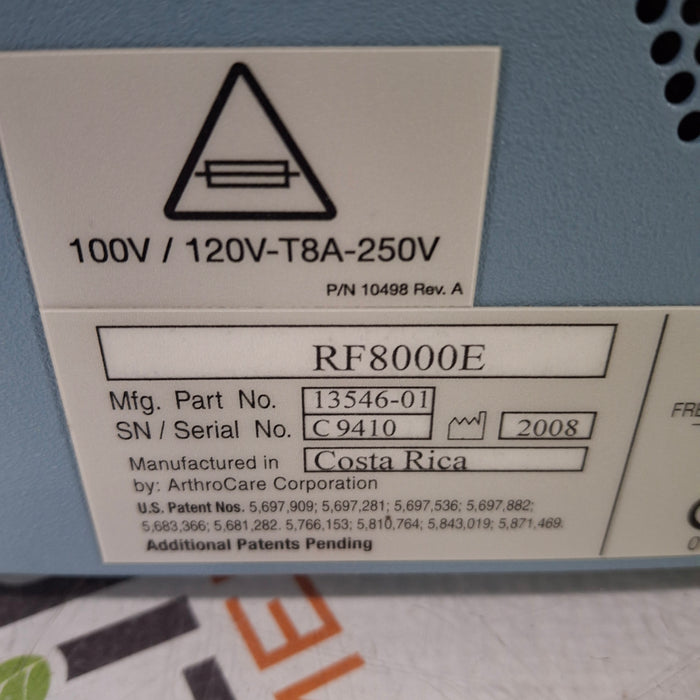 100V / 120V-T8A-250V
P/N 10498 Rev. A
RF8000E
Mfg. Part No. 13546-01
SN / Serial No. C9410 2008
Manufactured in Costa Rica
by: ArthroCare Corporation
U.S. Patent Nos. 5,697,909; 5,697,281; 5,697,536; 5,697,882;
5,683,366; 5,681,282. 5,766,153; 5,810,764; 5,843,019; 5,871,469.
Additional Patents Pending